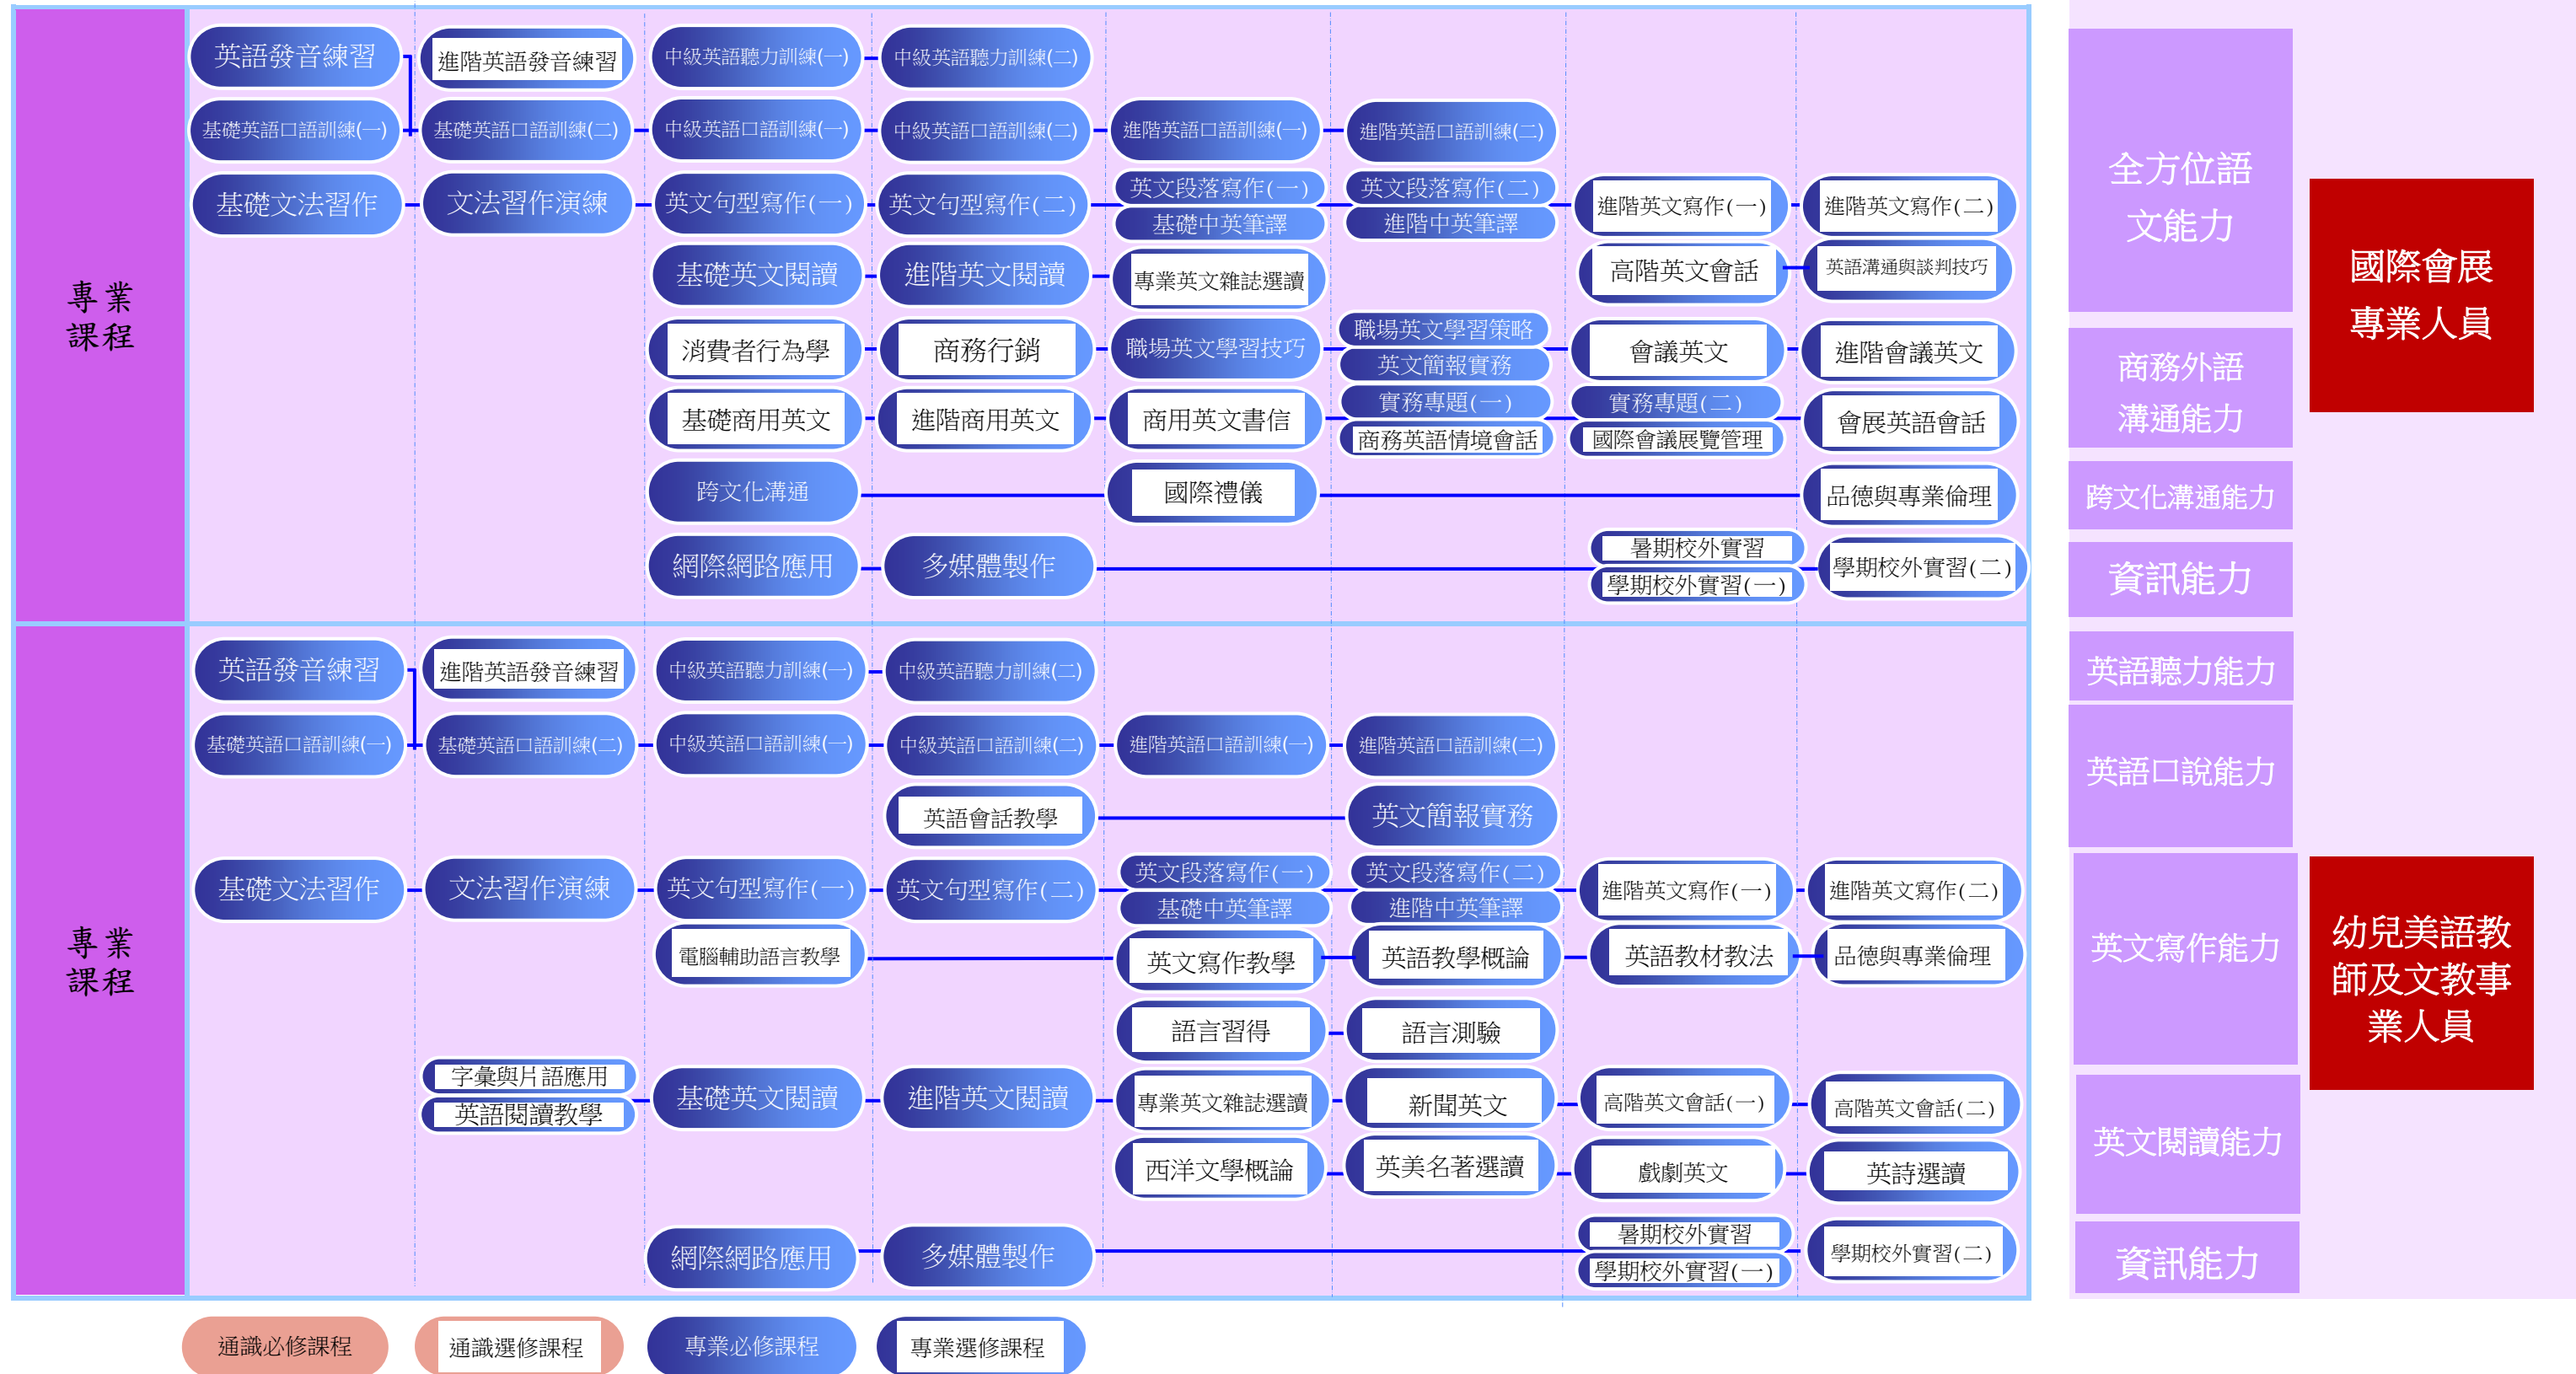 專業
課程
英語發音練習
進階英語發音練習
中級英語聽力訓練(一)
中級英語聽力訓練(二)
基礎英語口語訓練(一)
基礎英語口語訓練(二)
中級英語口語訓練(一)
中級英語口語訓練(二)
進階英語口語訓練(一)
進階英語口語訓練(二)
基礎文法習作
文法習作演練
英文句型寫作(一)
英文句型寫作(二)
英文段落寫作(一)
基礎中英筆譯
英文段落寫作(二)
進階中英筆譯
進階英文寫作(一)
進階英文寫作(二)
基礎英文閱讀
進階英文閱讀
專業英文雜誌選讀
高階英文會話
英語溝通與談判技巧
消費者行為學
商務行銷
職場英文學習技巧
職場英文學習策略
英文簡報實務
會議英文
進階會議英文
基礎商用英文
進階商用英文
商用英文書信
實務專題(一)
商務英語情境會話
實務專題(二)
國際會議展覽管理
會展英語會話
跨文化溝通
國際禮儀
品德與專業倫理
網際網路應用
多媒體製作
暑期校外實習
學期校外實習(一)
學期校外實習(二)
全方位語
文能力
商務外語
溝通能力
跨文化溝通能力
資訊能力
國際會展
專業人員
專業
課程
英語發音練習
進階英語發音練習
中級英語聽力訓練(一)
中級英語聽力訓練(二)
基礎英語口語訓練(一)
基礎英語口語訓練(二)
中級英語口語訓練(一)
中級英語口語訓練(二)
進階英語口語訓練(一)
進階英語口語訓練(二)
英語會話教學
英文簡報實務
基礎文法習作
文法習作演練
英文句型寫作(一)
英文句型寫作(二)
英文段落寫作(一)
基礎中英筆譯
英文段落寫作(二)
進階中英筆譯
進階英文寫作(一)
進階英文寫作(二)
電腦輔助語言教學
英文寫作教學
英語教學概論
英語教材教法
品德與專業倫理
語言習得
語言測驗
字彙與片語應用
英語閱讀教學
基礎英文閱讀
進階英文閱讀
專業英文雜誌選讀
新聞英文
高階英文會話(一)
高階英文會話(二)
西洋文學概論
英美名著選讀
戲劇英文
英詩選讀
網際網路應用
多媒體製作
暑期校外實習
學期校外實習(一)
學期校外實習(二)
英語聽力能力
英語口說能力
英文寫作能力
英文閱讀能力
資訊能力
幼兒美語教
師及文教事
業人員
通識必修課程
通識選修課程
專業必修課程
專業選修課程